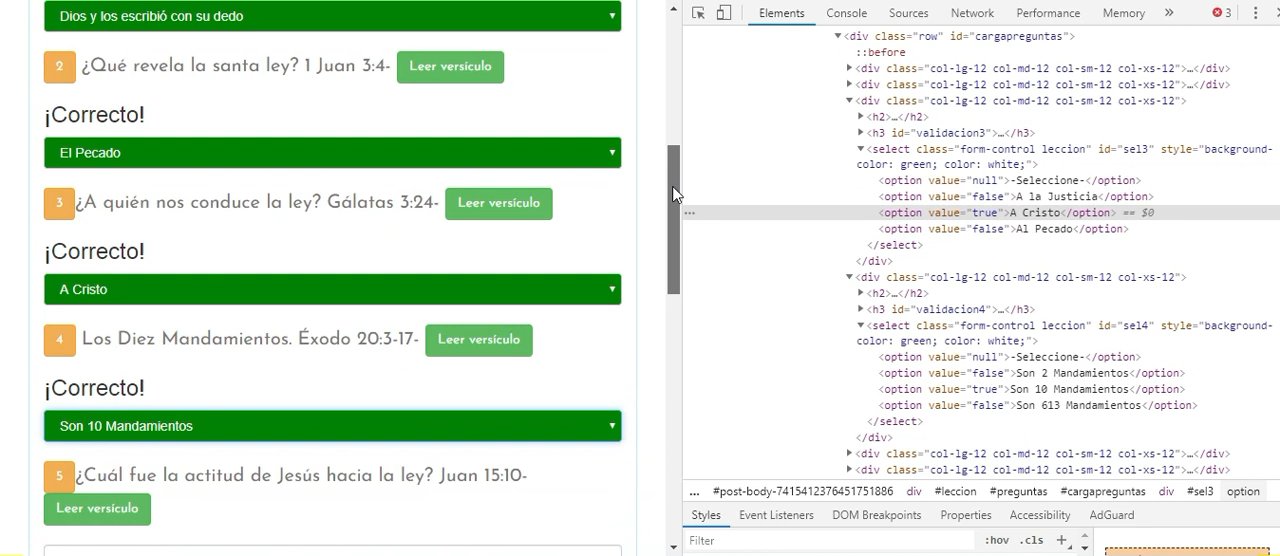 Dios y los escribió con su dedo
2 ¿Qué revela la santa ley? 1 Juan 3:4- Leer versículo
¡Correcto!
El Pecado
3 ¿A quién nos conduce la ley? Gálatas 3:24- Leer versículo
¡Correcto!
A Cristo
4 Los Diez Mandamientos. Éxodo 20:3-17- Leer versículo
¡Correcto!
Son 10 Mandamientos
5 ¿Cuál fue la actitud de Jesús hacia la ley? Juan 15:10-
Leer versículo
Elements Console Sources Network Performance Memory » 3
<div class="row" id="cargapreguntas">
::before
<div class="col-lg-12 col-md-12 col-sm-12 col-xs-12">…</div>
<div class="col-lg-12 col-md-12 col-sm-12 col-xs-12">…</div>
<div class="col-lg-12 col-md-12 col-sm-12 col-xs-12">
<h2>…</h2>
<h3 id="validacion3">…</h3>
<select class="form-control leccion" id="sel3" style="background-
color: green; color: white;">
<option value="null">-Seleccione-</option>
<option value="false">A la Justicia</option>
… <option value="true">A Cristo</option> == $0
<option value="false">Al Pecado</option>
</select>
</div>
<div class="col-lg-12 col-md-12 col-sm-12 col-xs-12">
<h2>…</h2>
<h3 id="validacion4">…</h3>
<select class="form-control leccion" id="sel4" style="background-
color: green; color: white;">
<option value="null">-Seleccione-</option>
<option value="false">Son 2 Mandamientos</option>
<option value="true">Son 10 Mandamientos</option>
<option value="false">Son 613 Mandamientos</option>
</select>
</div>
<div class="col-lg-12 col-md-12 col-sm-12 col-xs-12">…</div>
<div class="col-lg-12 col-md-12 col-sm-12 col-xs-12">…</div>
... #post-body-7415412376451751886 div #leccion #preguntas #cargapreguntas div #sel3 option
Styles Event Listeners DOM Breakpoints Properties Accessibility AdGuard
Filter :hov .cls +